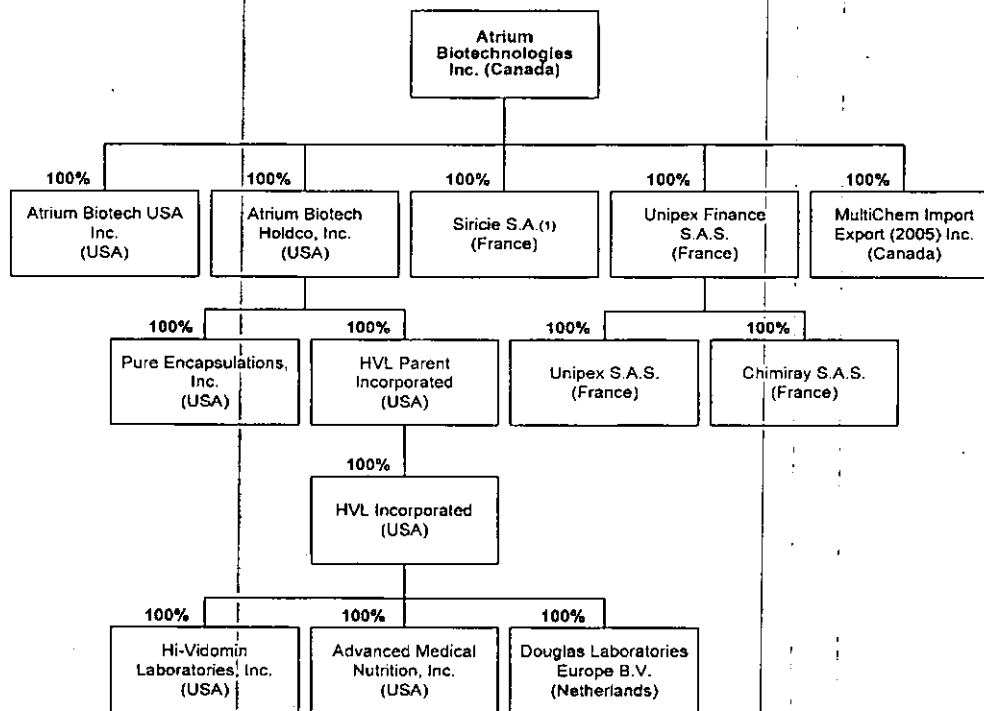 Atrium
Biotechnologies
Inc. (Canada)
100%
100%
100%
100%
100%
Atrium Biotech USA
Inc.
(USA)
Atrium Biotech
Holdco, Inc.
(USA)
Siricie S.A.(1)
(France)
Unipex Finance
S.A.S.
(France)
MultiChem Import
Export (2005) Inc.
(Canada)
100%
100%
100%
100%
Pure Encapsulations,
Inc.
(USA)
HVL Parent
Incorporated
(USA)
Unipex S.A.S.
(France)
Chimiray S.A.S.
(France)
100%
HVL Incorporated
(USA)
100%
100%
100%
Hi-Vidomin
Laboratories, Inc.
(USA)
Advanced Medical
Nutrition, Inc.
(USA)
Douglas Laboratories
Europe B.V.
(Netherlands)